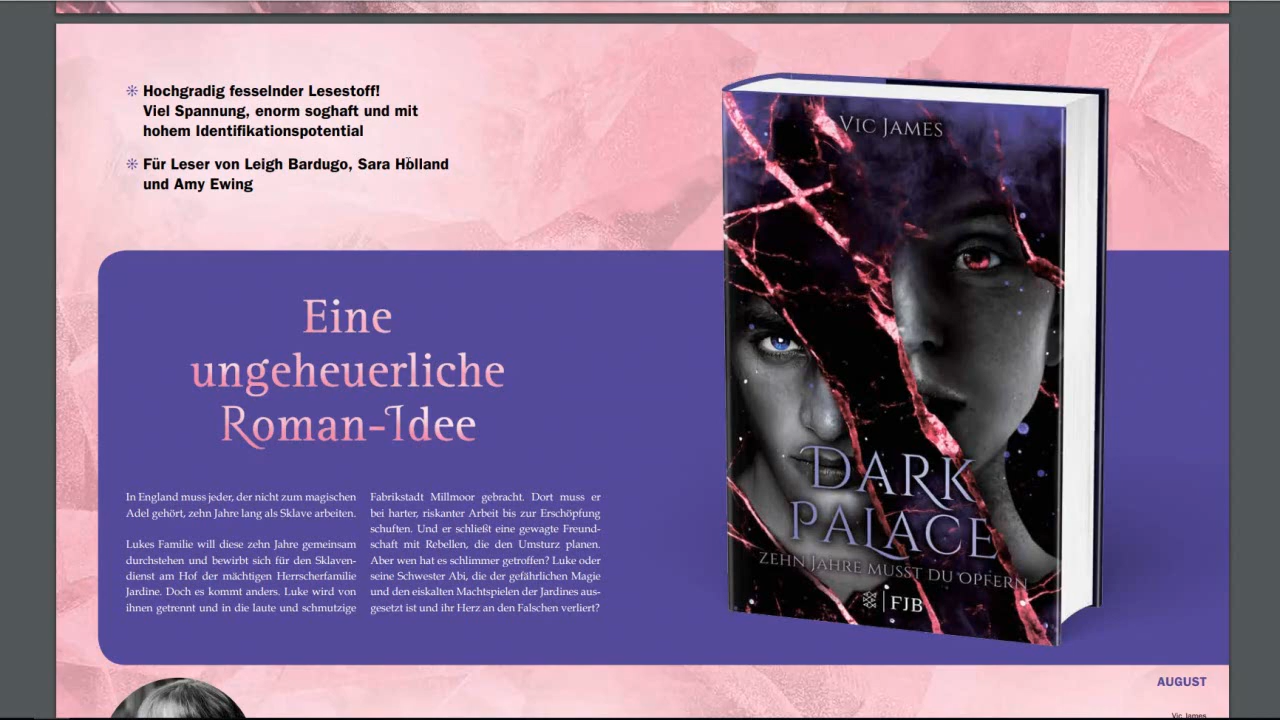 ❊ Hochgradig fesselnder Lesestoff!
Viel Spannung, enorm soghaft und mit
hohem Identifikationspotential
❊ Für Leser von Leigh Bardugo, Sara Holland
und Amy Ewing
Eine
ungeheuerliche
Roman-Idee
In England muss jeder, der nicht zum magischen
Adel gehört, zehn Jahre lang als Sklave arbeiten.
Lukes Familie will diese zehn Jahre gemeinsam
durchstehen und bewirbt sich für den Sklaven-
dienst am Hof der mächtigen Herrscherfamilie
Jardine. Doch es kommt anders. Luke wird von
ihnen getrennt und in die laute und schmutzige
Fabrikstadt Millmoor gebracht. Dort muss er
bei harter, riskanter Arbeit bis zur Erschöpfung
schuften. Und er schließt eine gewagte Freund-
schaft mit Rebellen, die den Umsturz planen.
Aber wen hat es schlimmer getroffen? Luke oder
seine Schwester Abi, die der gefährlichen Magie
und den eiskalten Machtspielen der Jardines aus-
gesetzt ist und ihr Herz an den Falschen verliert?
VIC JAMES
DARK
PALACE
ZEHN JAHRE MUSST DU OPFERN
FJB
AUGUST
Vic James